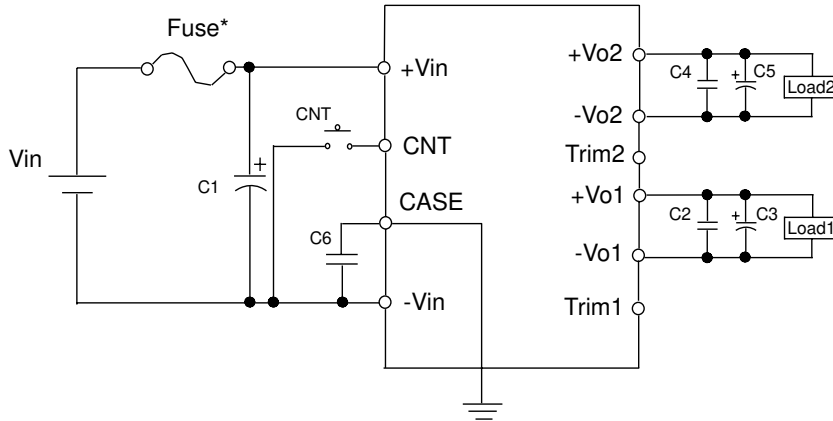 Fuse*
+Vin
+Vo2
C4
+
C5
Load2
-Vo2
CNT
CNT
Vin
Trim2
C1
+
CASE
+Vo1
C2
+
C3
Load1
C6
-Vo1
-Vin
Trim1